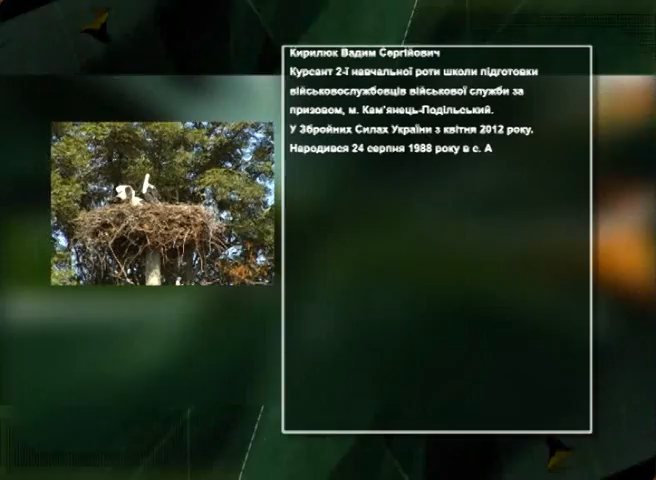 Кирилюк Вадим Сергійович
Курсант 2-ї навчальної роти школи підготовки
військовослужбовців військової служби за
призовом, м. Кам'янець-Подільський.
У Збройних Силах України з квітня 2012 року.
Народився 24 серпня 1988 року в с. А